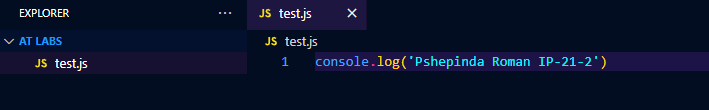 EXPLORER
...
JS test.js
AT LABS
JS test.js
JS test.js
1 console.log('Pshepinda Roman IP-21-2')